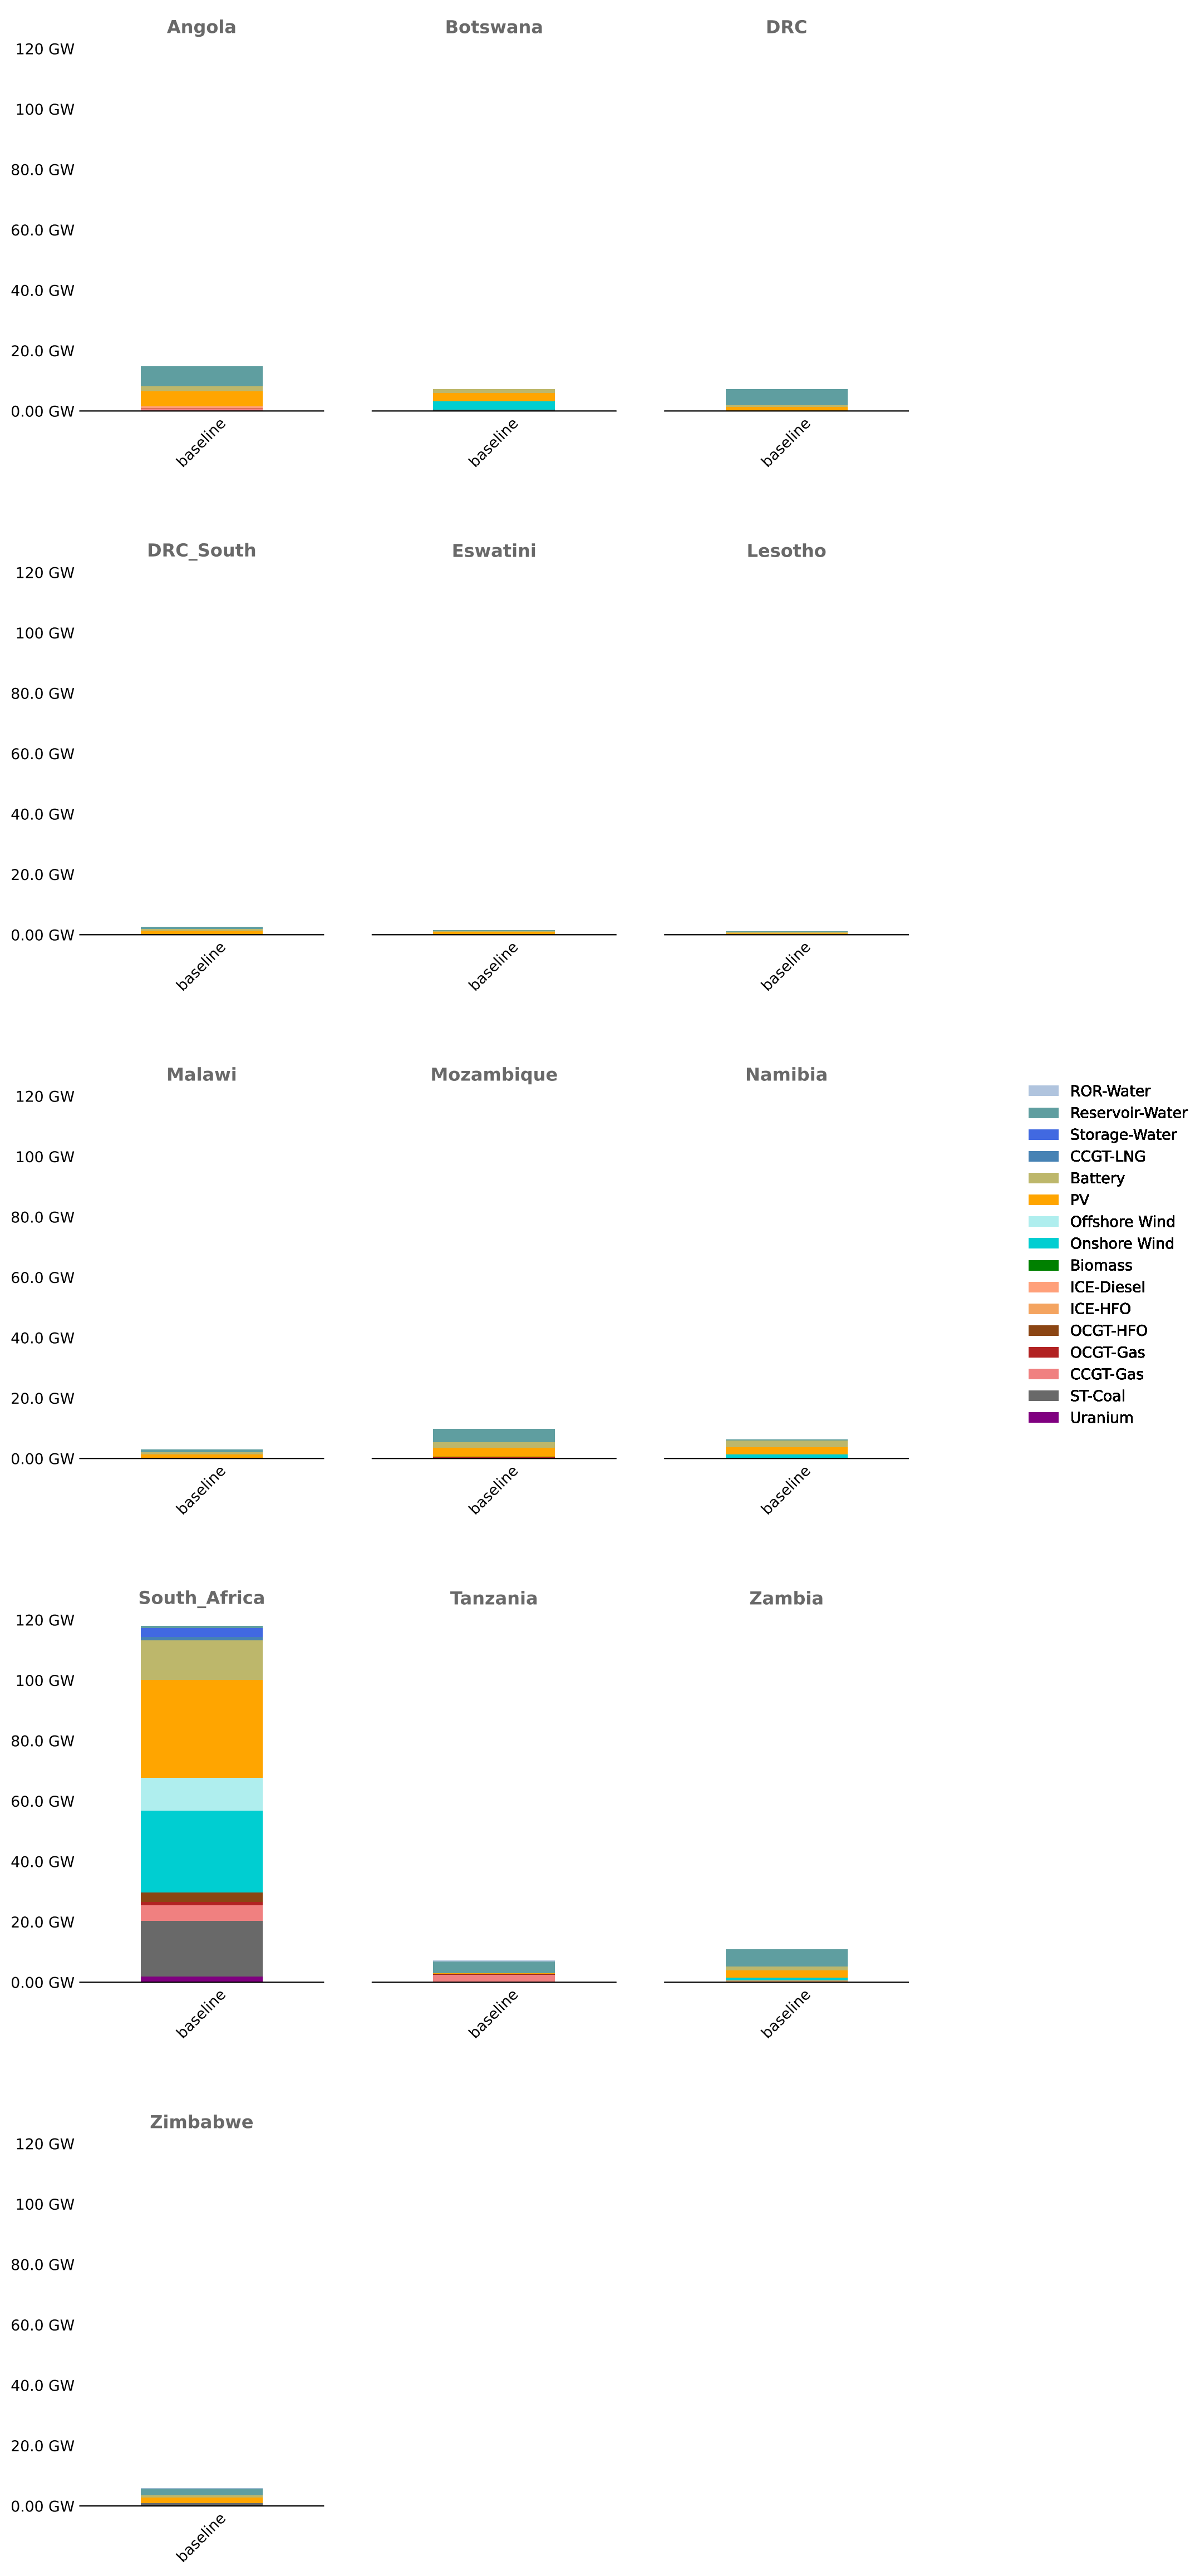 Angola
Botswana
DRC
120 GW
100 GW
80.0 GW
60.0 GW
40.0 GW
20.0 GW
0.00 GW
baseline
baseline
baseline
DRC_South
Eswatini
Lesotho
120 GW
100 GW
80.0 GW
60.0 GW
40.0 GW
20.0 GW
0.00 GW
baseline
baseline
baseline
Malawi
Mozambique
Namibia
120 GW
100 GW
80.0 GW
60.0 GW
40.0 GW
20.0 GW
0.00 GW
baseline
baseline
baseline
ROR-Water
Reservoir-Water
Storage-Water
CCGT-LNG
Battery
PV
Offshore Wind
Onshore Wind
Biomass
ICE-Diesel
ICE-HFO
OCGT-HFO
OCGT-Gas
CCGT-Gas
ST-Coal
Uranium
South_Africa
Tanzania
Zambia
120 GW
100 GW
80.0 GW
60.0 GW
40.0 GW
20.0 GW
0.00 GW
baseline
baseline
baseline
Zimbabwe
120 GW
100 GW
80.0 GW
60.0 GW
40.0 GW
20.0 GW
0.00 GW
baseline